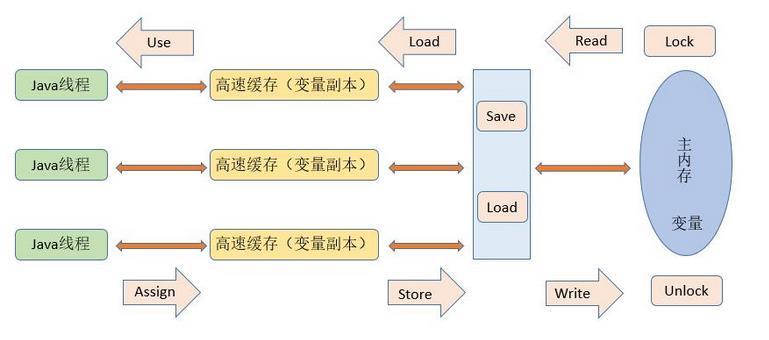 Use
Load
Read
Lock
Java线程
高速缓存（变量副本）
Save
主内存
变量
Java线程
高速缓存（变量副本）
Load
Java线程
高速缓存（变量副本）
Assign
Store
Write
Unlock